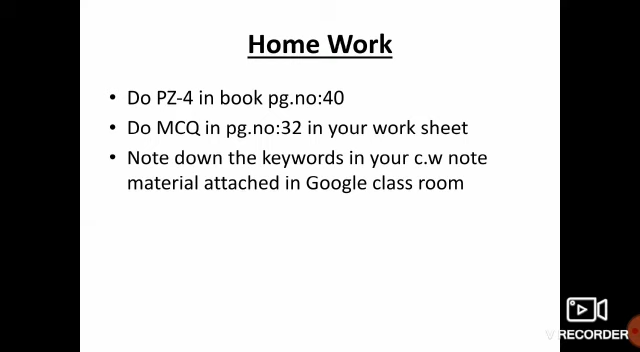 Home Work
• Do PZ-4 in book pg.no:40
• Do MCQ in pg.no:32 in your work sheet
• Note down the keywords in your c.w note
material attached in Google class room
V RECORDER